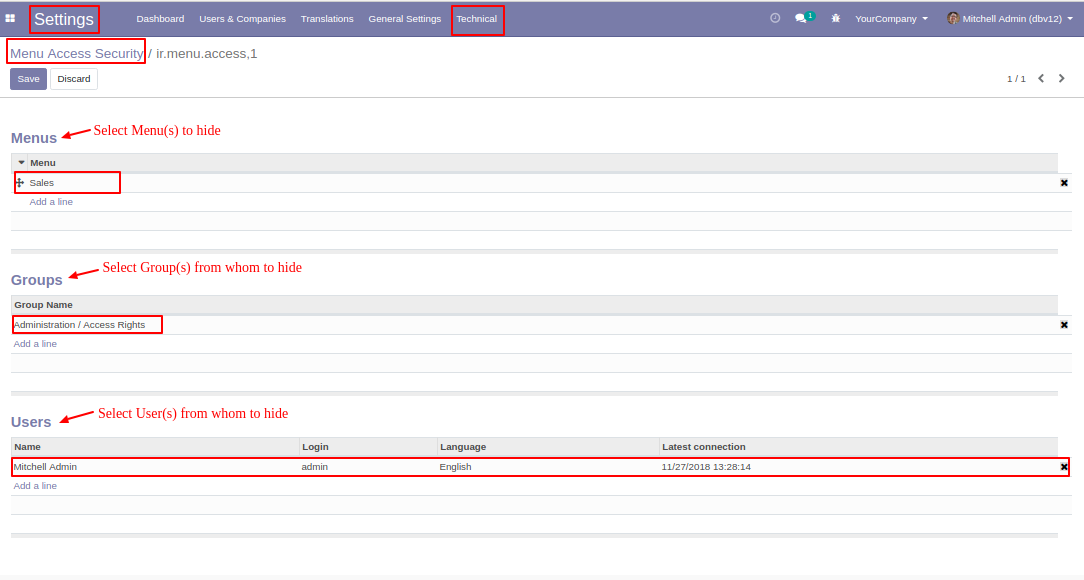 Settings Dashboard Users & Companies Translations General Settings Technical 1 YourCompany Mitchell Admin (dbv12)
Menu Access Security / ir.menu.access,1
Save Discard 1 / 1
Menus Select Menu(s) to hide
Menu
Sales
Add a line
Groups Select Group(s) from whom to hide
Group Name
Administration / Access Rights
Add a line
Users Select User(s) from whom to hide
Name Login Language Latest connection
Mitchell Admin admin English 11/27/2018 13:28:14
Add a line